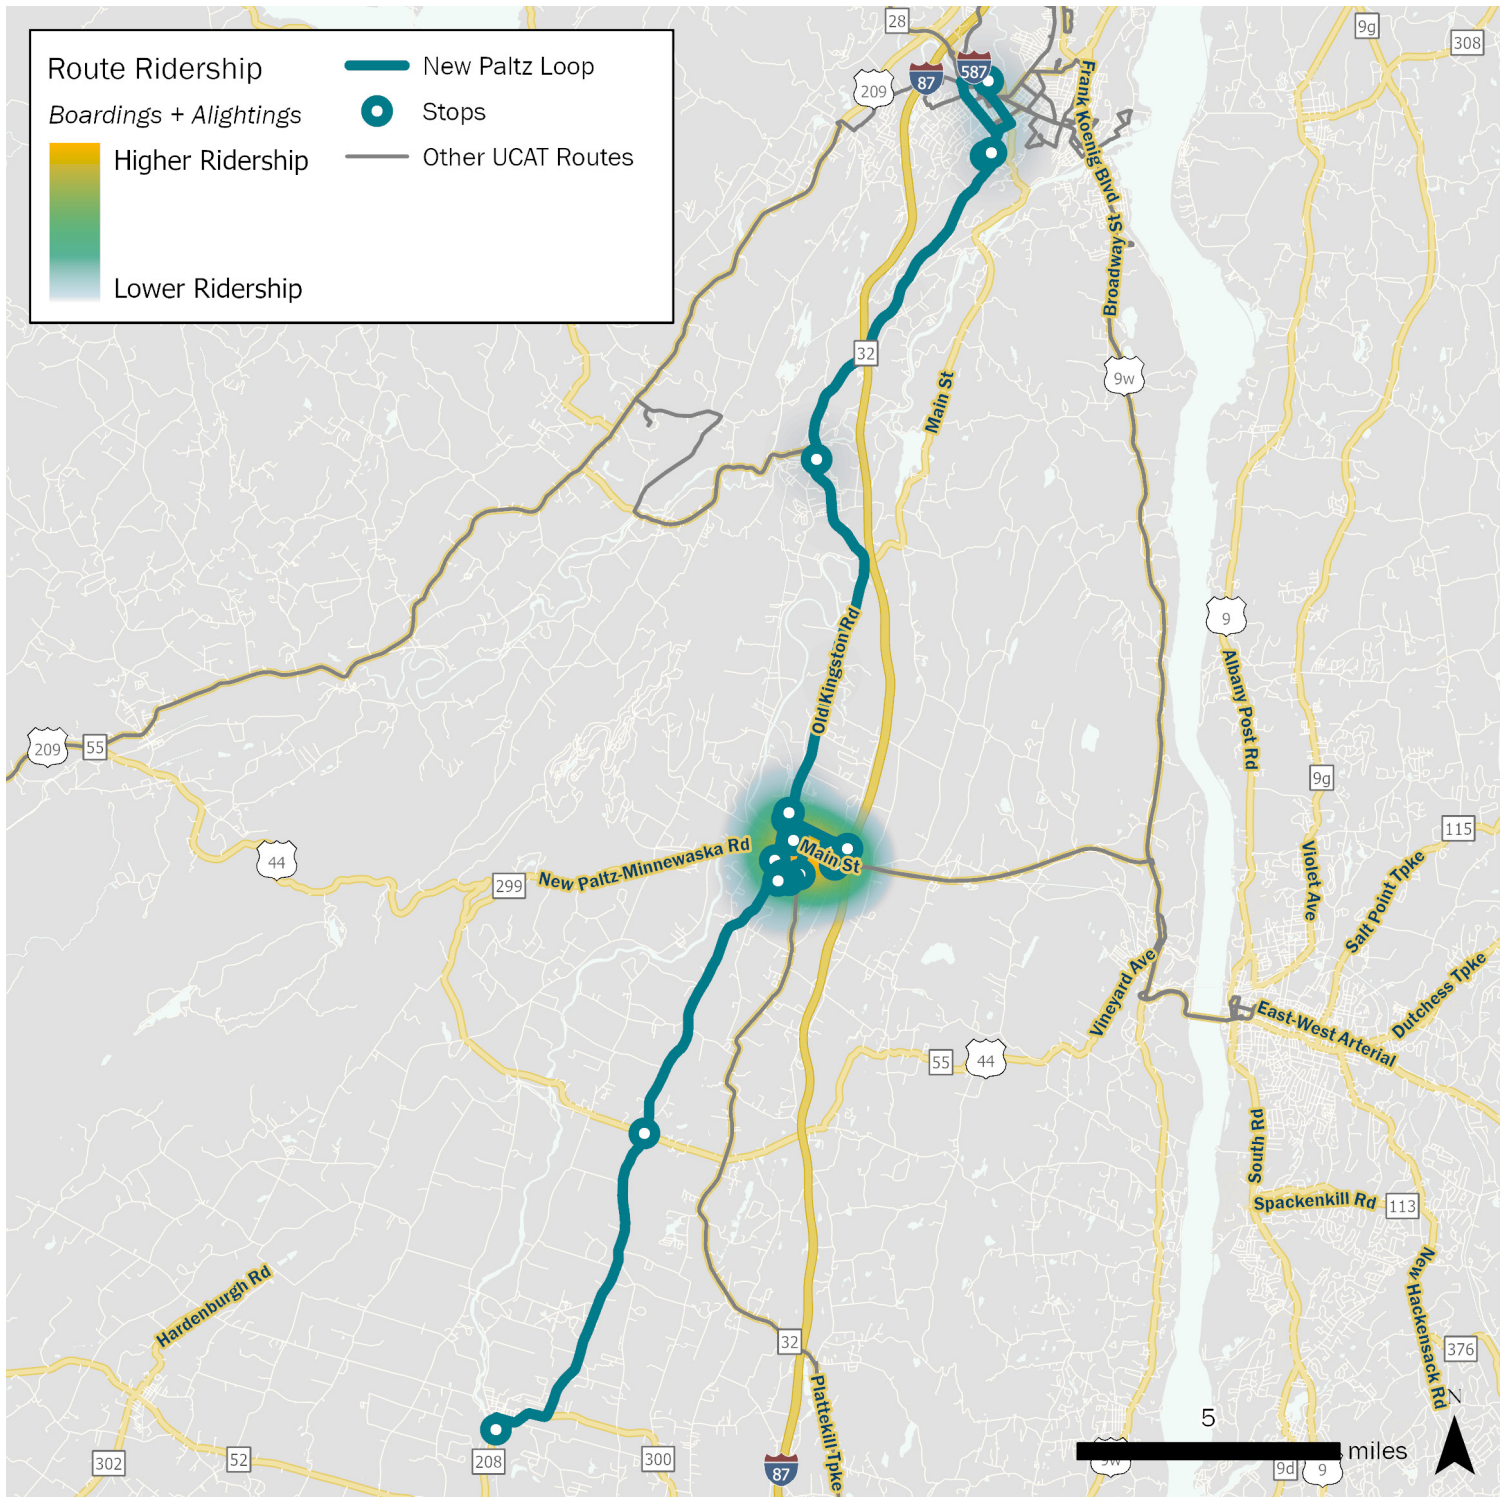 Route Ridership
Boardings + Alightings
Higher Ridership
Lower Ridership
New Paltz Loop
Stops
Other UCAT Routes
28
87
587
209
9g
308
Frank Koenig Blvd
Broadway St
32
9w
Main St
9
Albany Post Rd
Old Kingston Rd
209
55
9g
115
44
299
New Paltz-Minnewaska Rd
Main St
Violet Ave
Salt Point Tpke
Dutchess Tpke
Vineyard Ave
East-West Arterial
55
44
South Rd
Spackenkill Rd
113
New Hackensack Rd
Hardenburgh Rd
32
376
Plattekill Tpke
N
5
miles
302
52
208
300
87
9w
9d
9